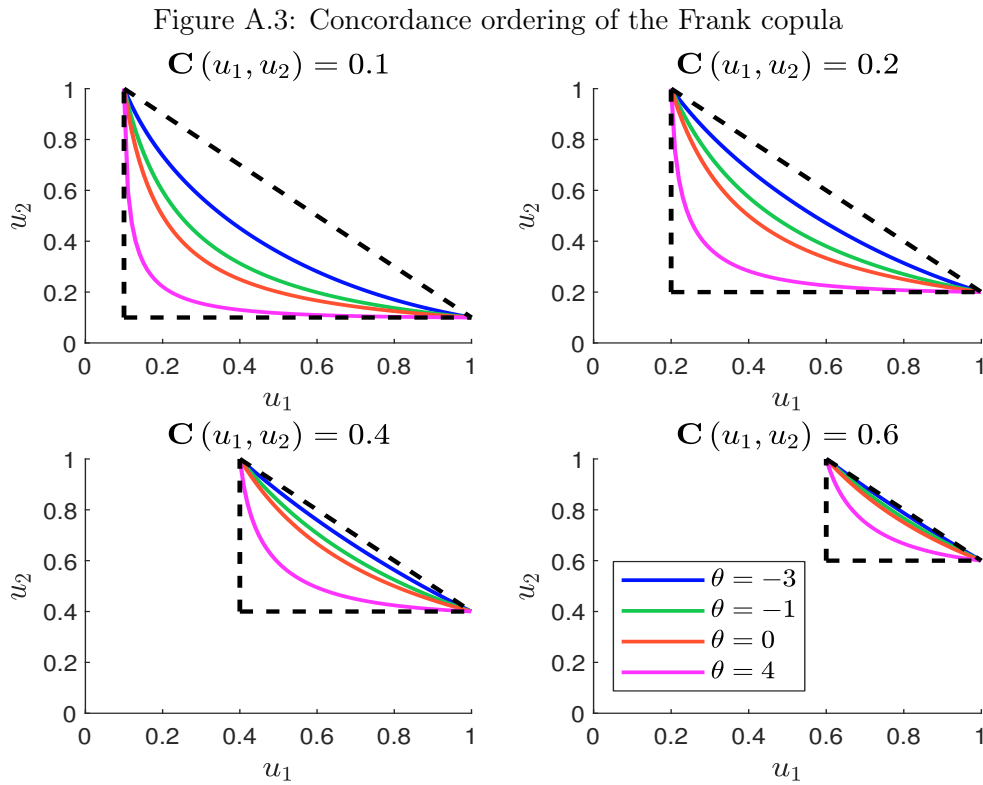 Figure A.3: Concordance ordering of the Frank copula
C (u₁, u₂) = 0.1
1
0.8
0.6
0.4
0.2
0
u₂
0 0.2 0.4 0.6 0.8 1
u₁
C (u₁, u₂) = 0.2
1
0.8
0.6
0.4
0.2
0
u₂
0 0.2 0.4 0.6 0.8 1
u₁
C (u₁, u₂) = 0.4
1
0.8
0.6
0.4
0.2
0
u₂
0 0.2 0.4 0.6 0.8 1
u₁
C (u₁, u₂) = 0.6
1
0.8
0.6
0.4
0.2
0
u₂
θ = −3
θ = −1
θ = 0
θ = 4
0 0.2 0.4 0.6 0.8 1
u₁